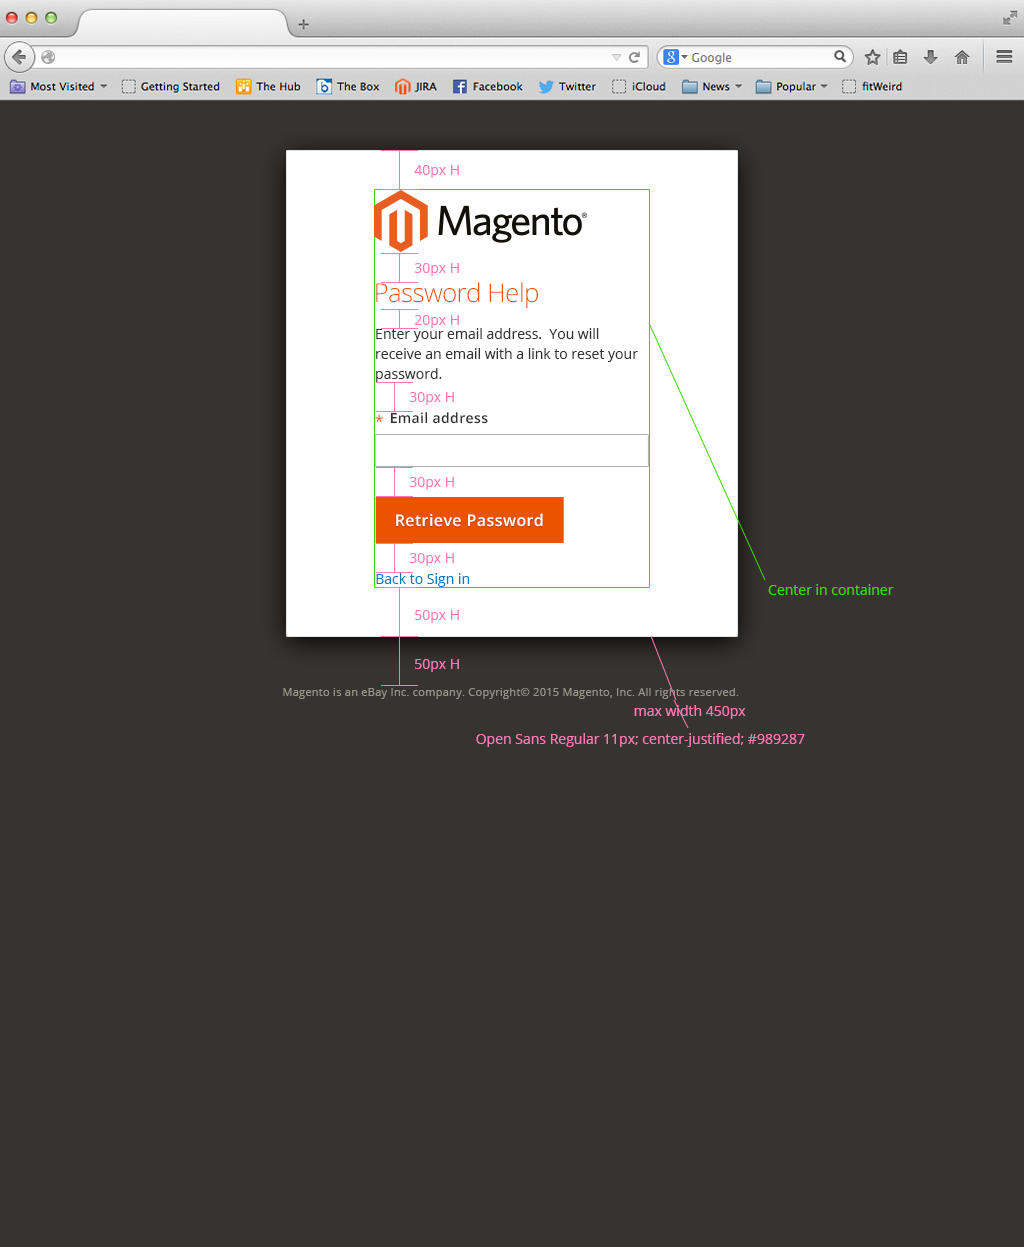 Google
Most Visited
Getting Started
The Hub
The Box
JIRA
Facebook
Twitter
iCloud
News
Popular
fitWeird
40px H
Magento®
30px H
Password Help
20px H
Enter your email address.  You will
receive an email with a link to reset your
password.
30px H
* Email address
30px H
Retrieve Password
30px H
Back to Sign in
Center in container
50px H
50px H
Magento is an eBay Inc. company. Copyright© 2015 Magento, Inc. All rights reserved.
max width 450px
Open Sans Regular 11px; center-justified; #989287